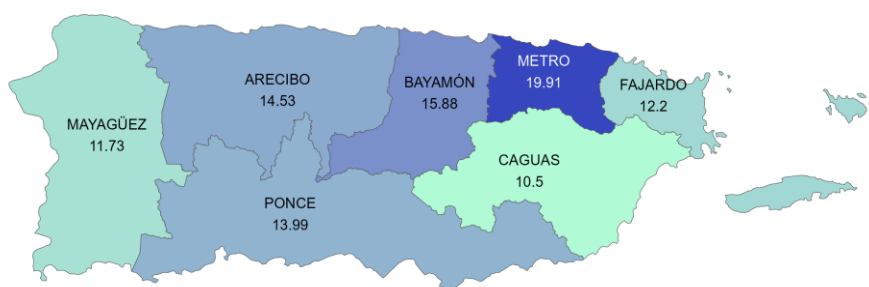 METRO
19.91
ARECIBO
14.53
BAYAMÓN
15.88
FAJARDO
12.2
MAYAGÜEZ
11.73
CAGUAS
10.5
PONCE
13.99